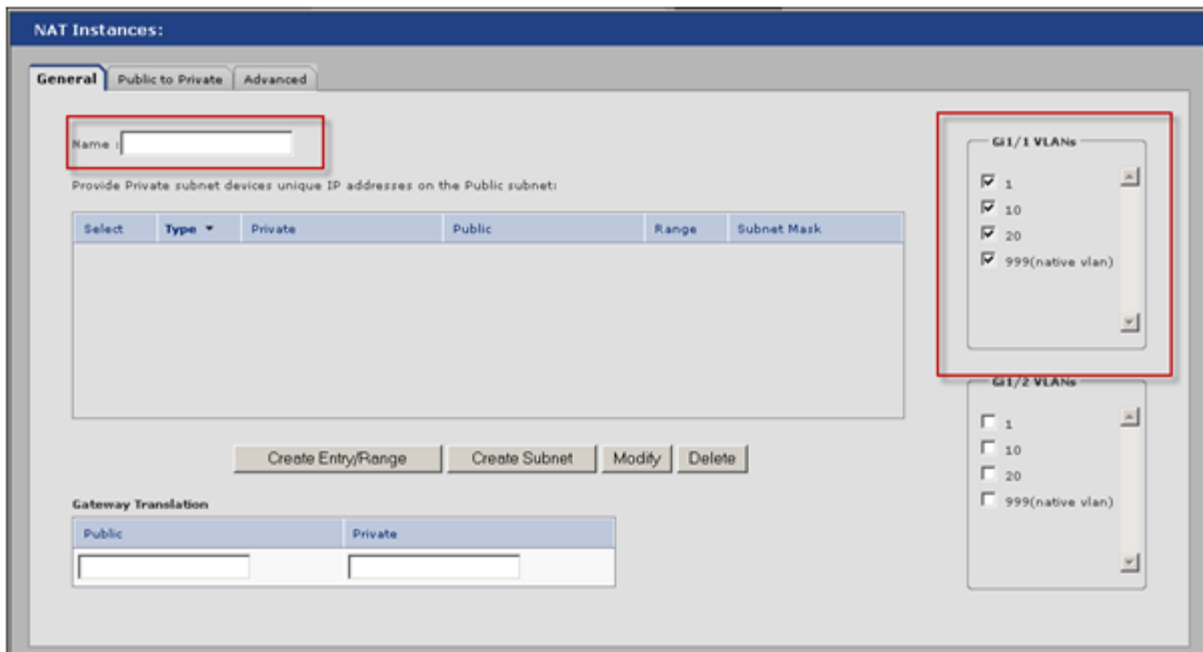 NAT Instances:
General Public to Private Advanced
Name :
Provide Private subnet devices unique IP addresses on the Public subnet:
Select Type Private Public Range Subnet Mask
Create Entry/Range Create Subnet Modify Delete
Gateway Translation
Public Private
Gi1/1 VLANs
1
10
20
999(native vlan)
Gi1/2 VLANs
1
10
20
999(native vlan)